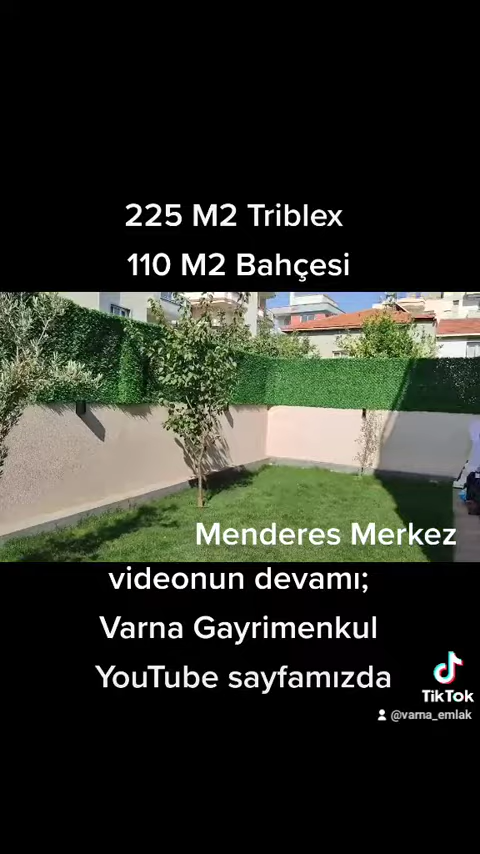 225 M2 Triblex
110 M2 Bahçesi
Menderes Merkez
videonun devamı;
Varna Gayrimenkul
YouTube sayfamızda
TikTok
@varna_emlak